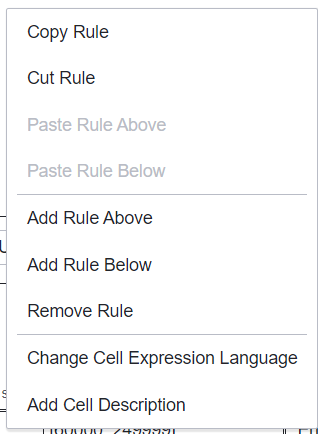 Copy Rule
Cut Rule
Paste Rule Above
Paste Rule Below
Add Rule Above
Add Rule Below
Remove Rule
Change Cell Expression Language
Add Cell Description